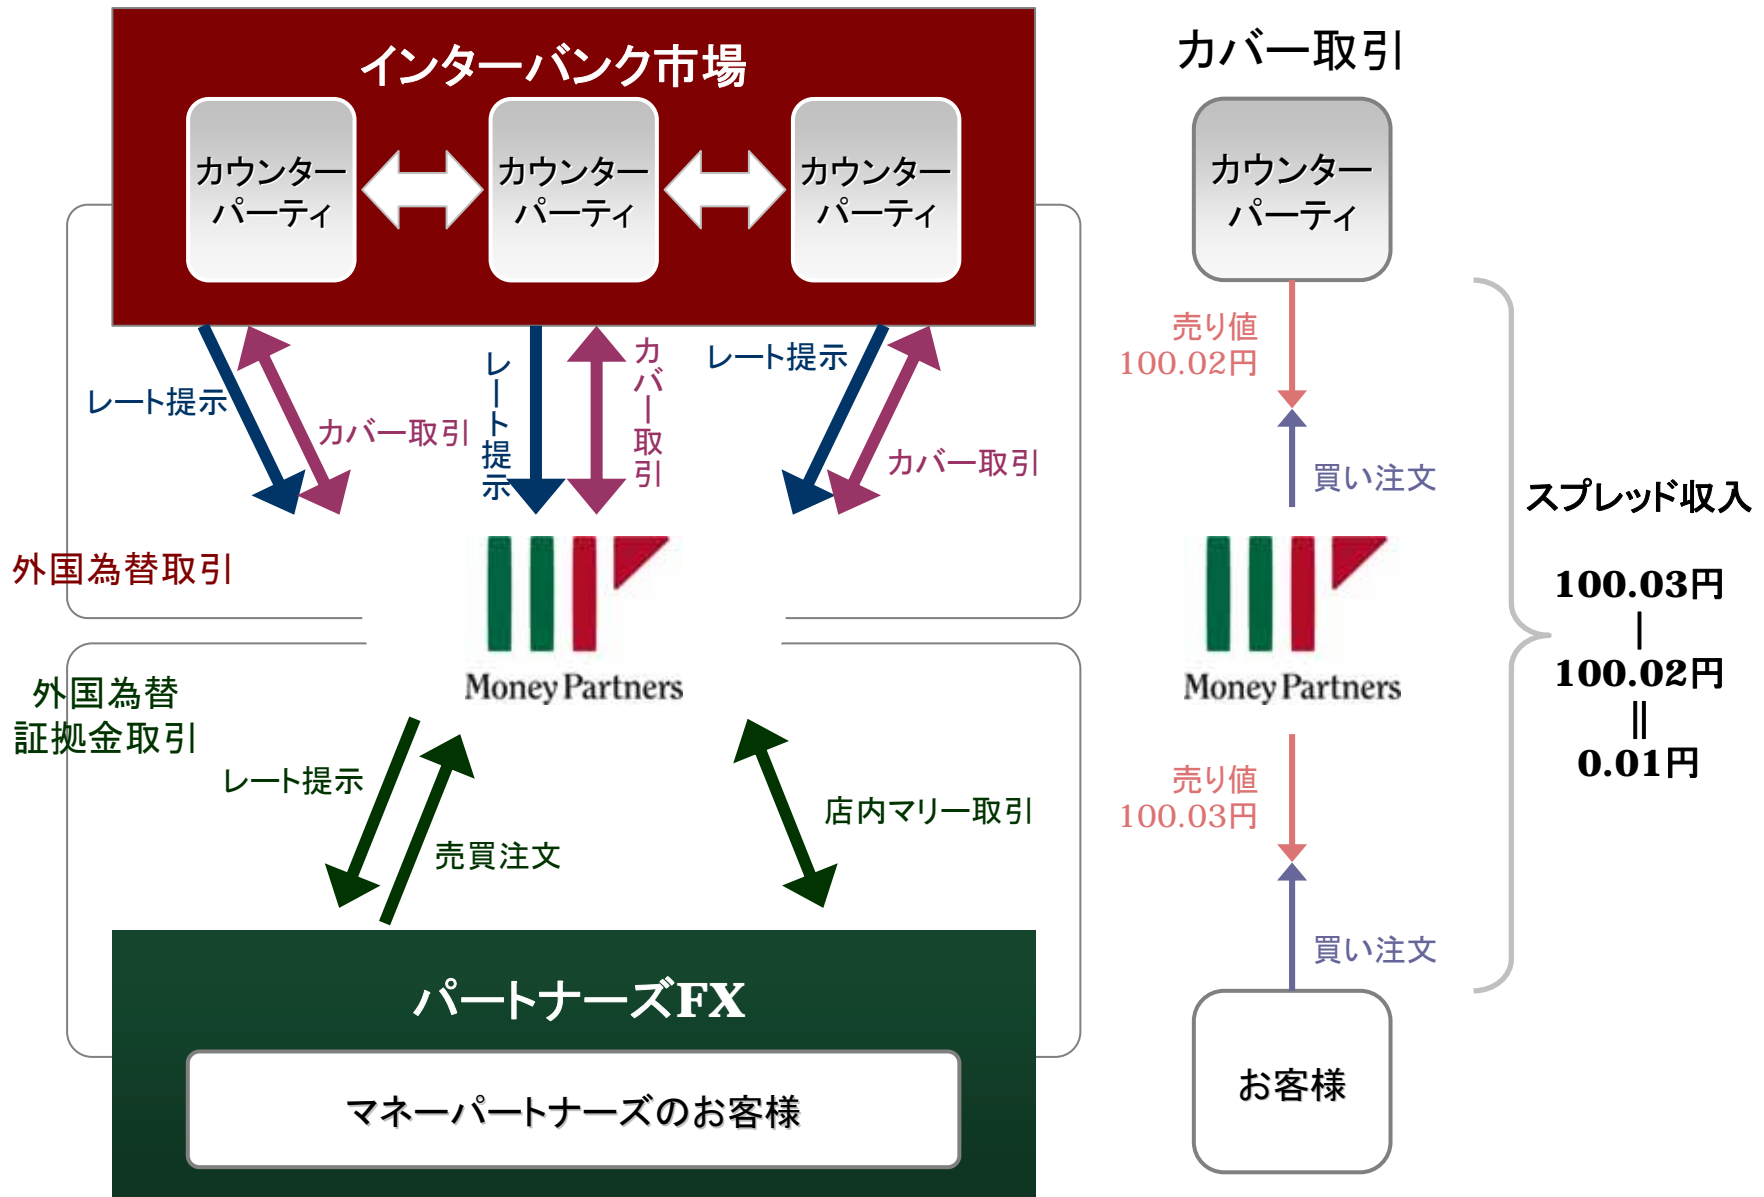 インターバンク市場
カウンター
パーティ
カウンター
パーティ
カウンター
パーティ
レート提示
カバー取引
レート提示
カバー取引
レート提示
カバー取引
外国為替取引
Money Partners
外国為替
証拠金取引
レート提示
売買注文
店内マリー取引
パートナーズFX
マネーパートナーズのお客様
カバー取引
カウンター
パーティ
売り値
100.02円
買い注文
Money Partners
売り値
100.03円
買い注文
お客様
スプレッド収入
100.03円
|
100.02円
||
0.01円